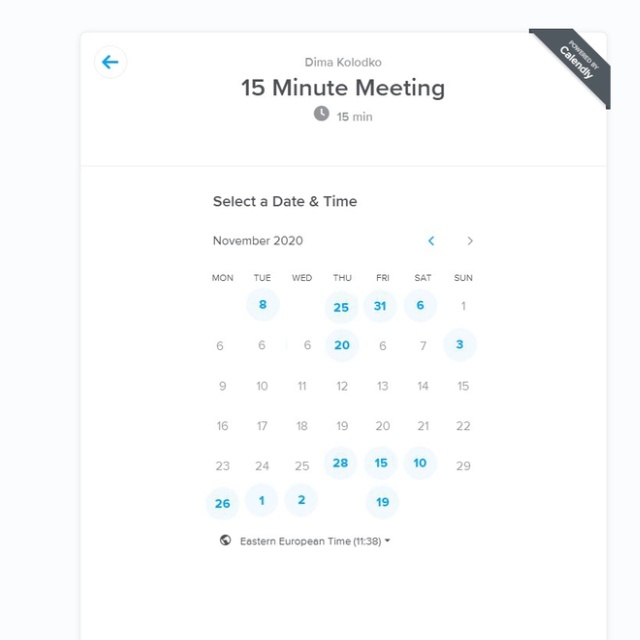 POWERED BY
Calendly
Dima Kolodko
15 Minute Meeting
15 min
Select a Date & Time
November 2020
MON TUE WED THU FRI SAT SUN
8 25 31 6 1
6 6 6 20 6 7 3
9 10 11 12 13 14 15
16 17 18 19 20 21 22
23 24 25 28 15 10 29
26 1 2 19
Eastern European Time (11:38)